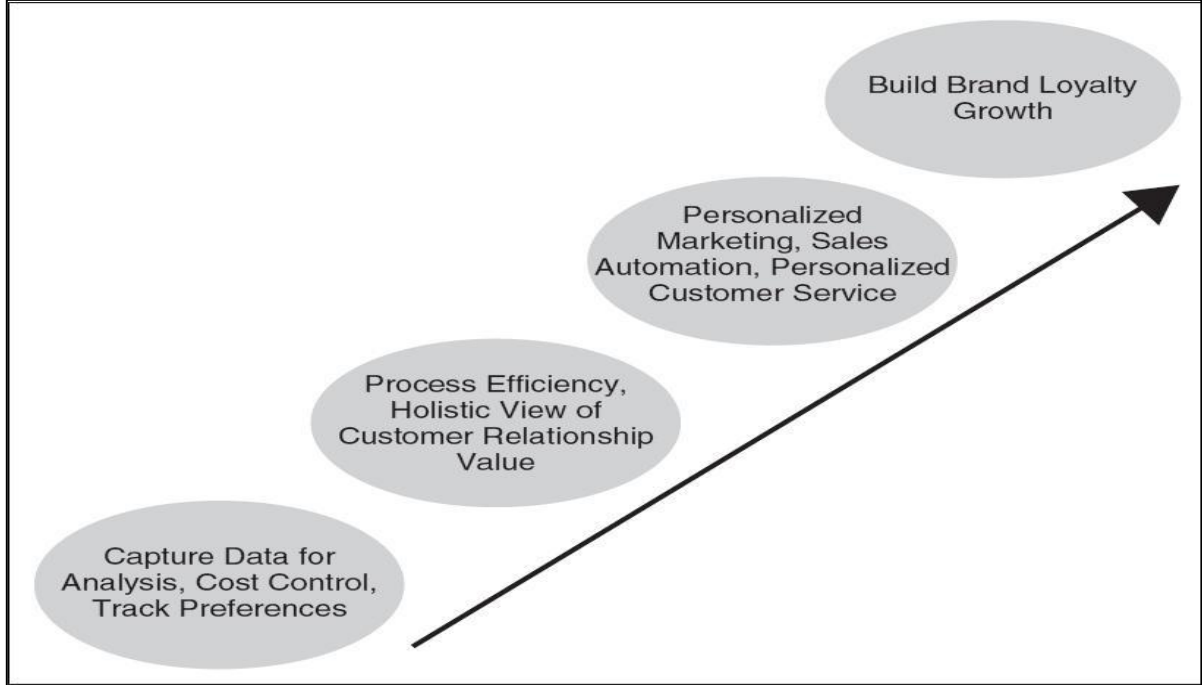 Build Brand Loyalty
Growth
Personalized
Marketing, Sales
Automation, Personalized
Customer Service
Process Efficiency,
Holistic View of
Customer Relationship
Value
Capture Data for
Analysis, Cost Control,
Track Preferences